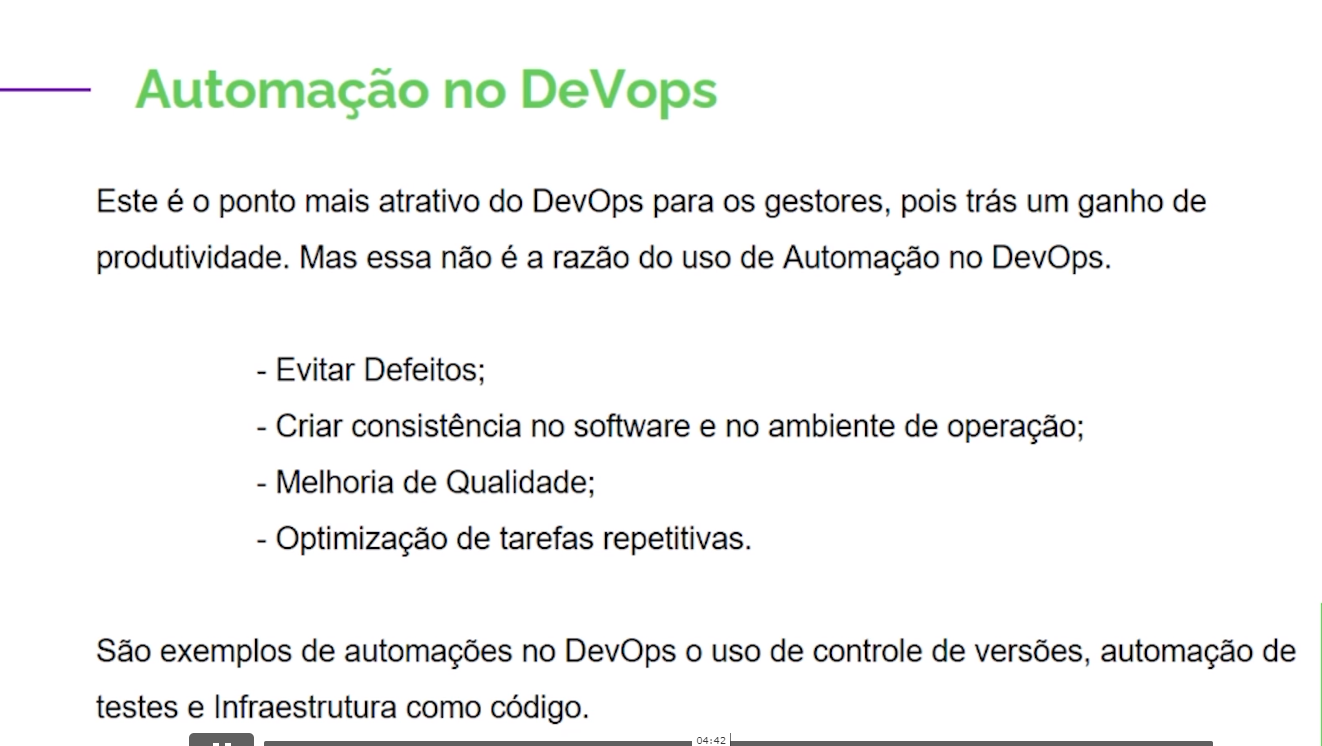 Automação no DeVops
Este é o ponto mais atrativo do DevOps para os gestores, pois trás um ganho de
produtividade. Mas essa não é a razão do uso de Automação no DevOps.
- Evitar Defeitos;
- Criar consistência no software e no ambiente de operação;
- Melhoria de Qualidade;
- Optimização de tarefas repetitivas.
São exemplos de automações no DevOps o uso de controle de versões, automação de
testes e Infraestrutura como código.
04:42